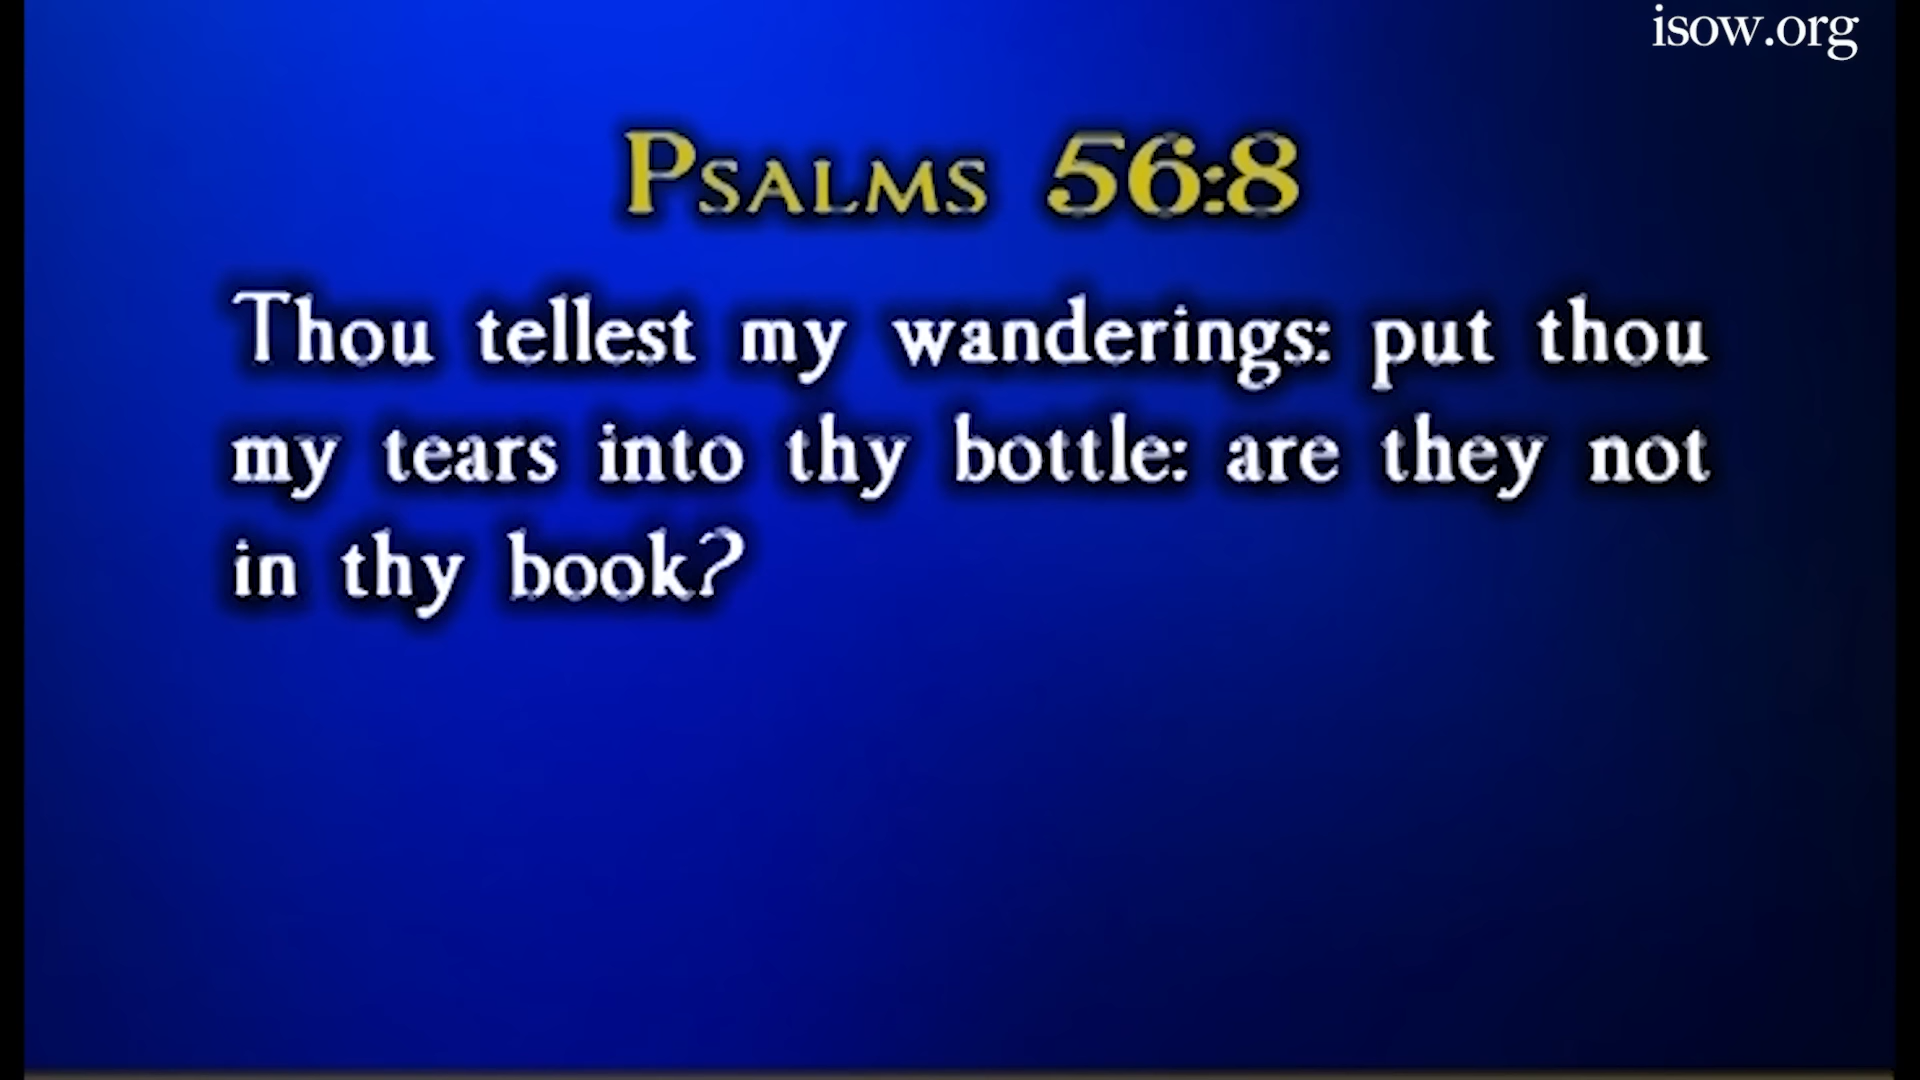 isow.org
Psalms 56:8
Thou tellest my wanderings: put thou
my tears into thy bottle: are they not
in thy book?